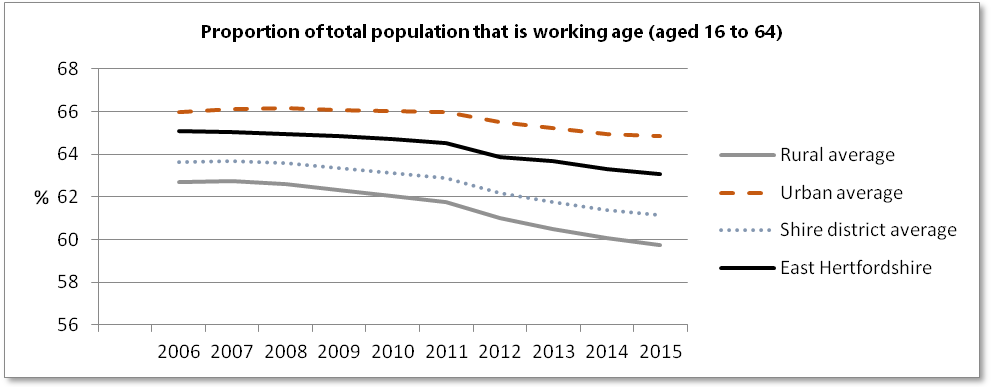 Proportion of total population that is working age (aged 16 to 64)
68
66
64
62
60
58
56
%
2006 2007 2008 2009 2010 2011 2012 2013 2014 2015
Rural average
Urban average
Shire district average
East Hertfordshire